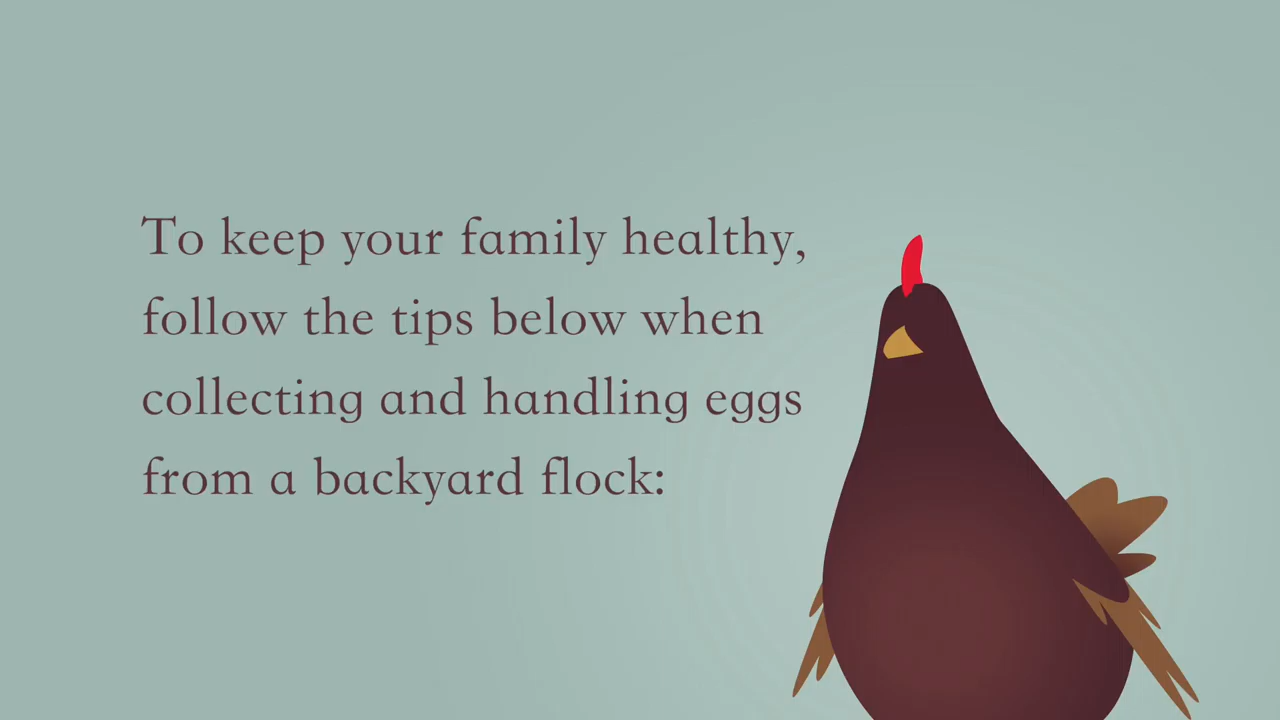 To keep your family healthy,
follow the tips below when
collecting and handling eggs
from a backyard flock: